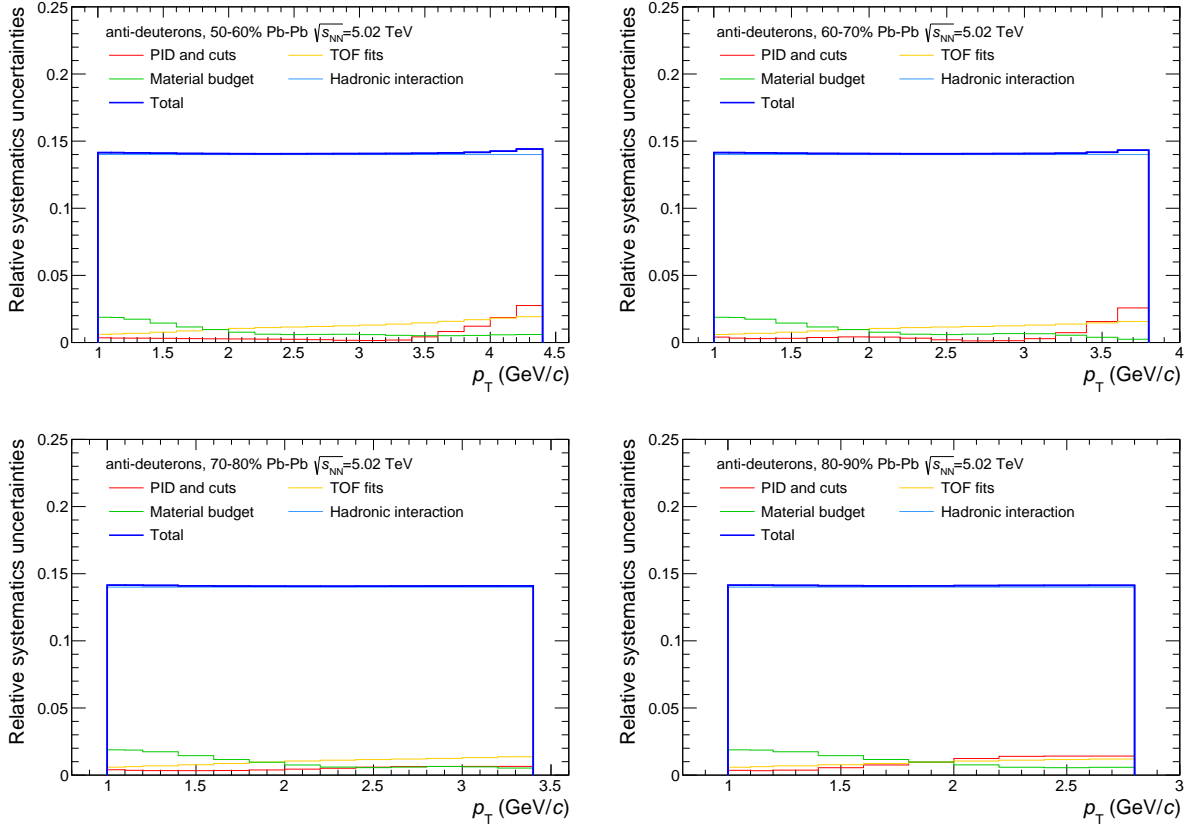 anti-deuterons, 50-60% Pb-Pb √s_NN=5.02 TeV
PID and cuts
TOF fits
Material budget
Hadronic interaction
Total
Relative systematics uncertainties
0.25
0.2
0.15
0.1
0.05
0
1 1.5 2 2.5 3 3.5 4 4.5
p_T (GeV/c)
anti-deuterons, 60-70% Pb-Pb √s_NN=5.02 TeV
PID and cuts
TOF fits
Material budget
Hadronic interaction
Total
Relative systematics uncertainties
0.25
0.2
0.15
0.1
0.05
0
1 1.5 2 2.5 3 3.5 4
p_T (GeV/c)
anti-deuterons, 70-80% Pb-Pb √s_NN=5.02 TeV
PID and cuts
TOF fits
Material budget
Hadronic interaction
Total
Relative systematics uncertainties
0.25
0.2
0.15
0.1
0.05
0
1 1.5 2 2.5 3 3.5
p_T (GeV/c)
anti-deuterons, 80-90% Pb-Pb √s_NN=5.02 TeV
PID and cuts
TOF fits
Material budget
Hadronic interaction
Total
Relative systematics uncertainties
0.25
0.2
0.15
0.1
0.05
0
1 1.5 2 2.5 3
p_T (GeV/c)